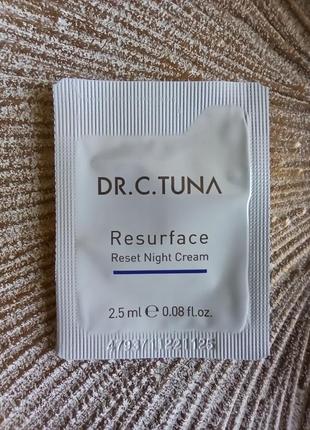 DR.C.TUNA
Resurface
Reset Night Cream
2.5 ml ℮ 0.08 fl.oz.